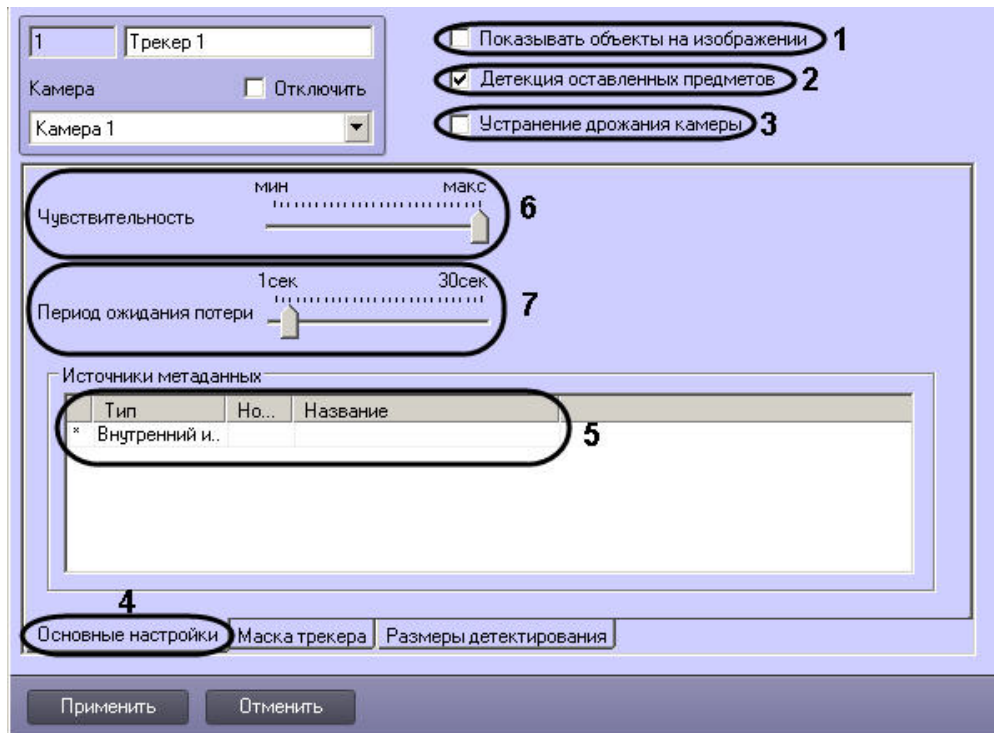 1 Трекер 1
Показывать объекты на изображении 1
Детекция оставленных предметов 2
Камера Отключить
Камера 1
Устранение дрожания камеры 3
мин макс
Чувствительность 6
1сек 30сек
Период ожидания потери 7
Источники метаданных
Тип Но... Название
* Внутренний и.. 5
4
Основные настройки Маска трекера Размеры детектирования
Применить Отменить